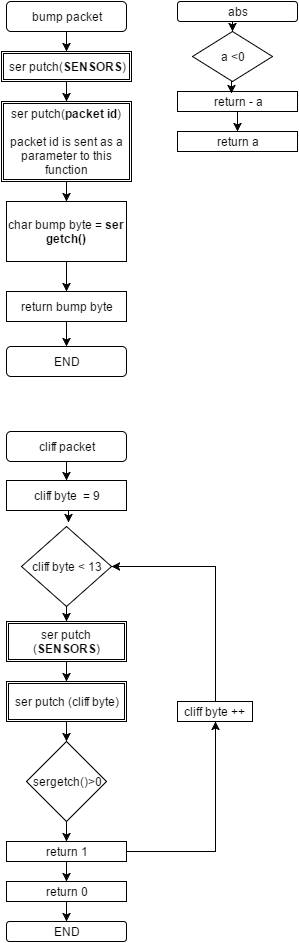 bump packet
ser putch(SENSORS)
ser putch(packet id)
packet id is sent as a
parameter to this
function
char bump byte = ser
getch()
return bump byte
END
abs
a <0
return - a
return a
cliff packet
cliff byte = 9
cliff byte < 13
ser putch
(SENSORS)
ser putch (cliff byte)
cliff byte ++
sergetch()>0
return 1
return 0
END